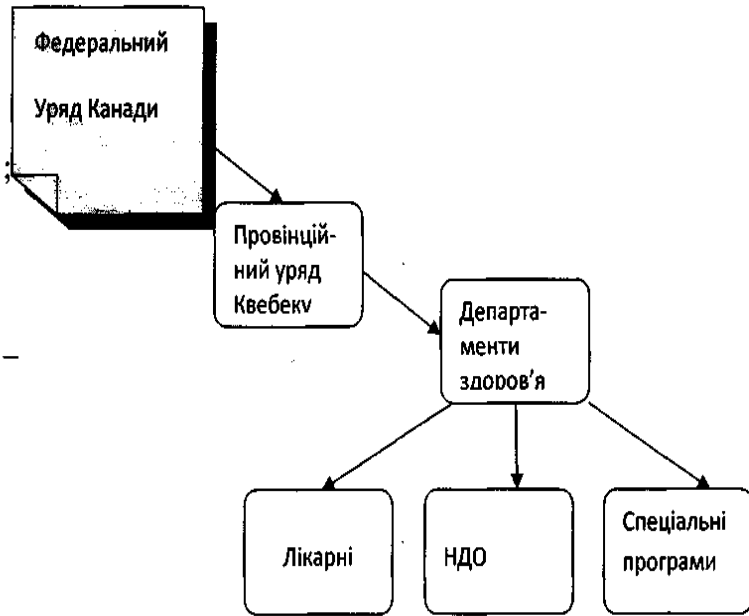 Федеральний
Уряд Канади
;
Провінцій-
ний уряд
Квебеку
Департа-
менти
здоров'я
–
Лікарні
НДО
Спеціальні
програми